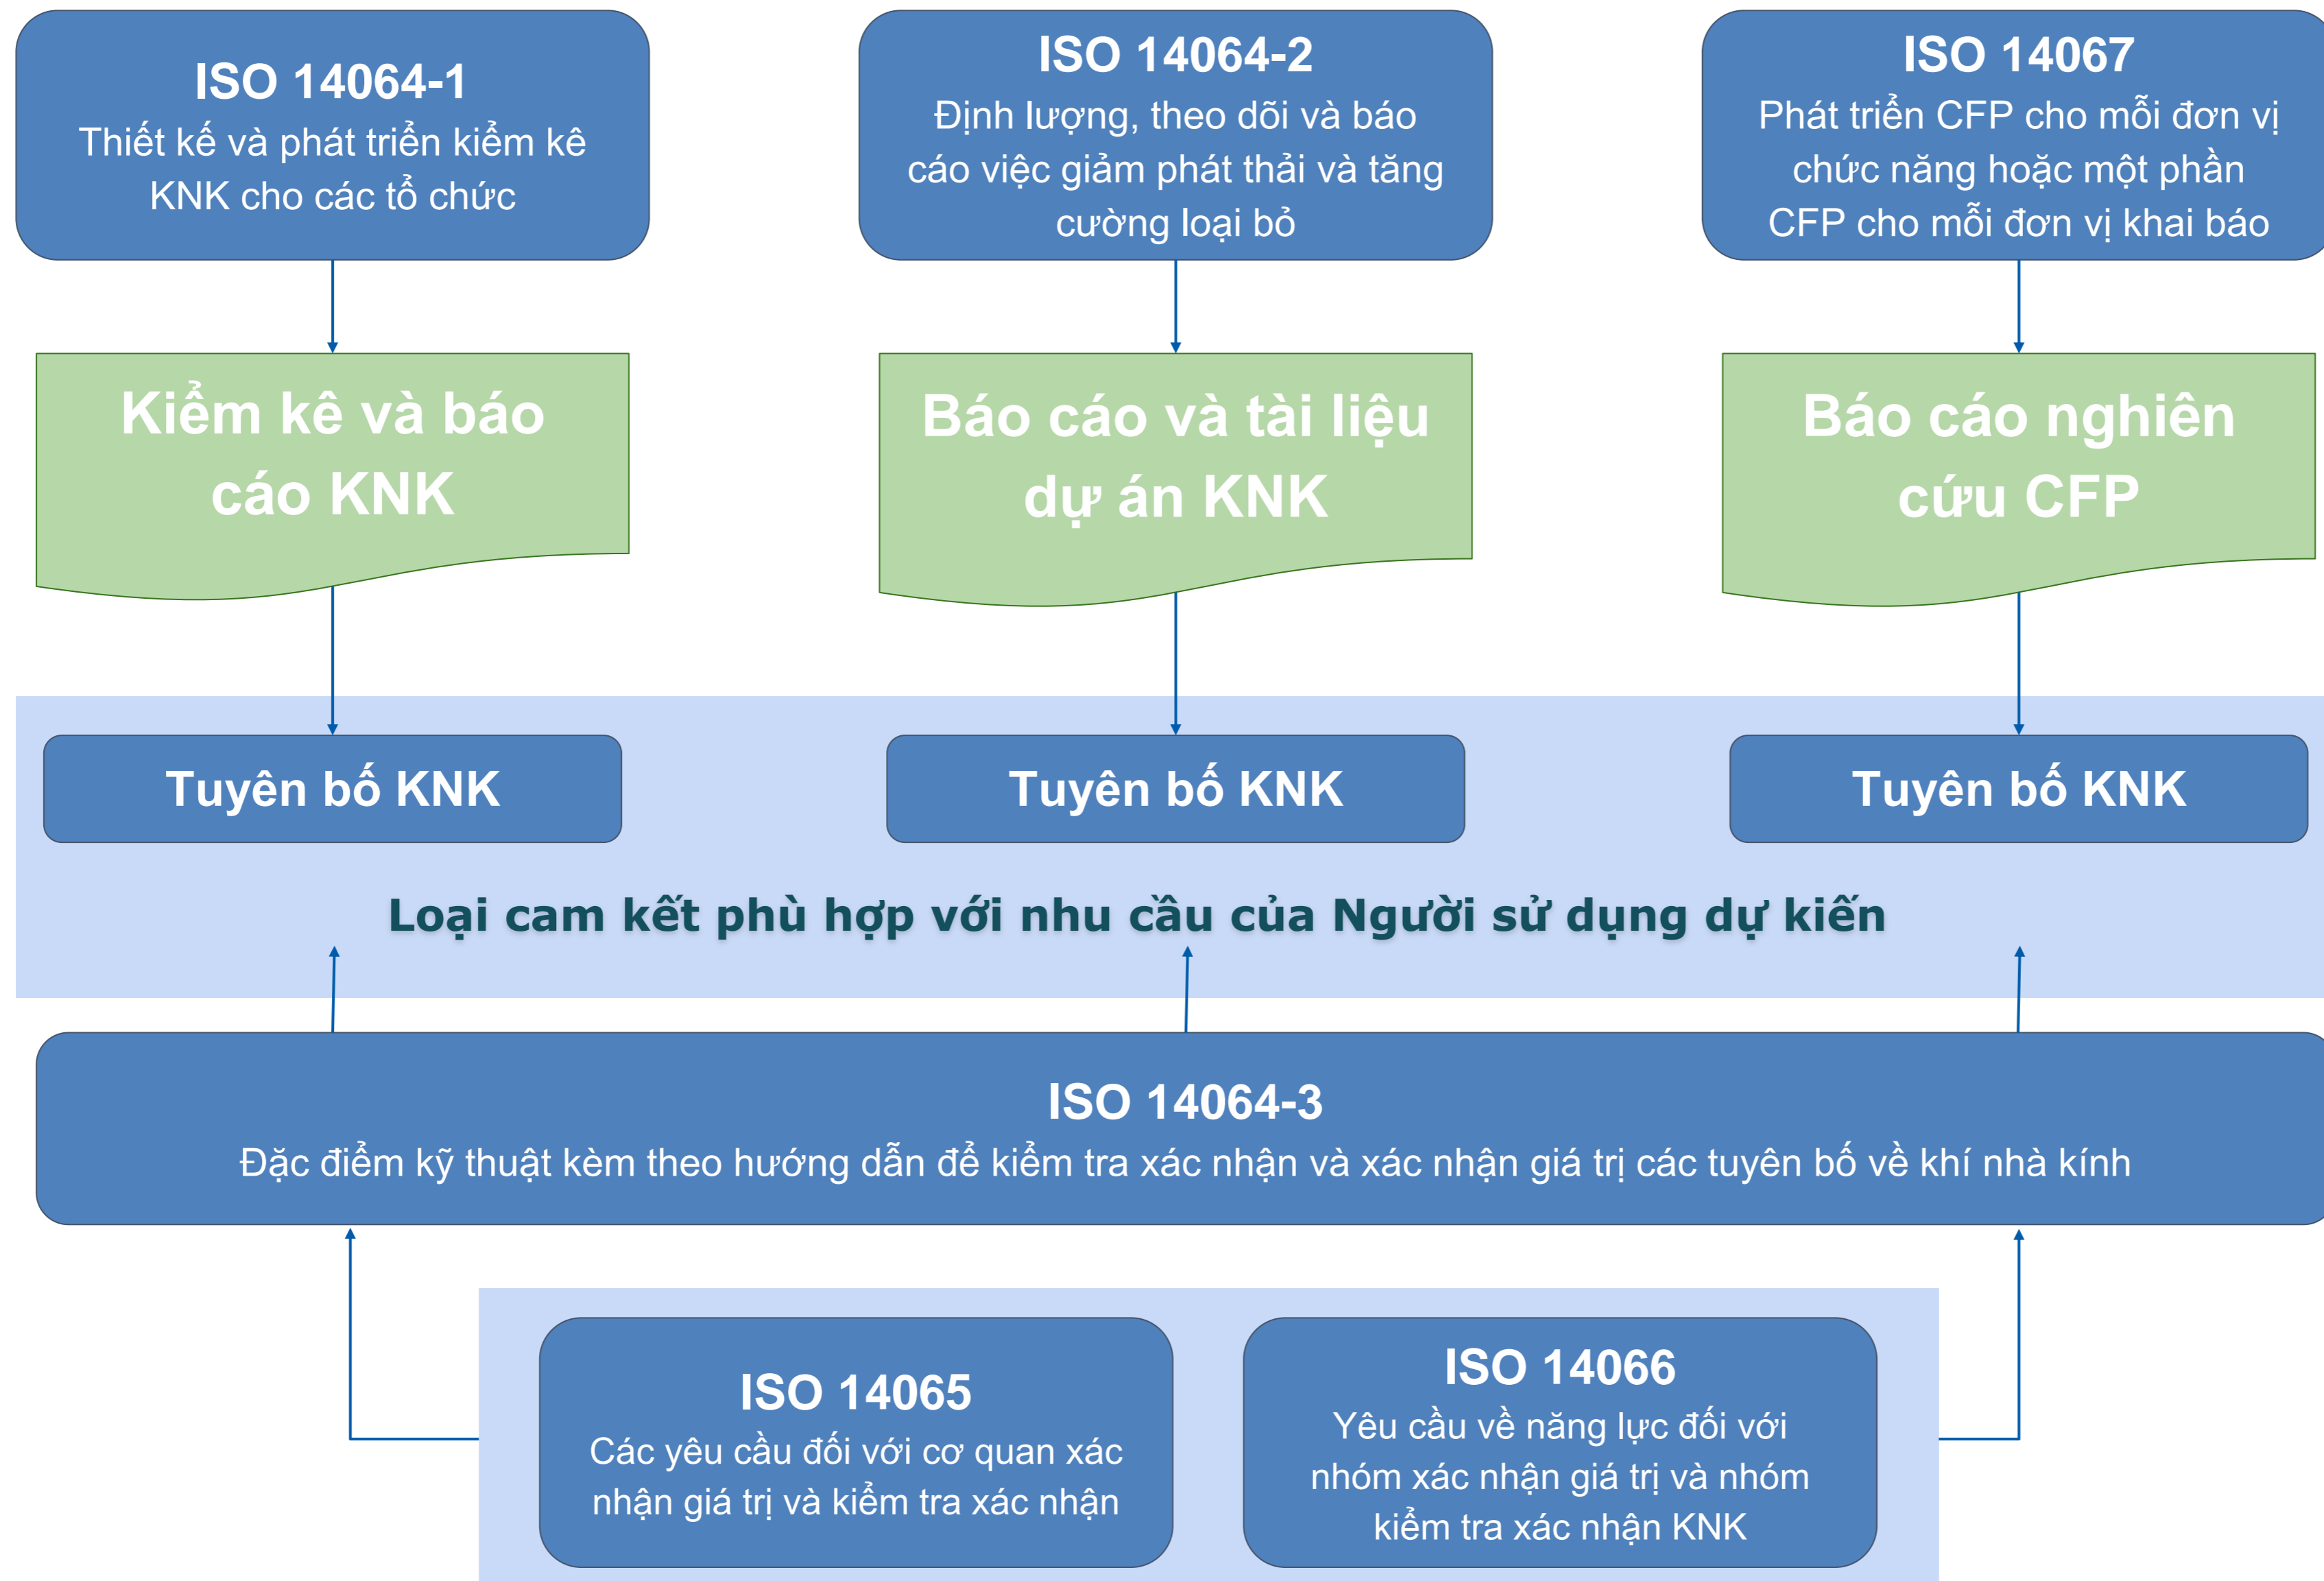 ISO 14064-1
Thiết kế và phát triển kiểm kê
KNK cho các tổ chức
ISO 14064-2
Định lượng, theo dõi và báo
cáo việc giảm phát thải và tăng
cường loại bỏ
ISO 14067
Phát triển CFP cho mỗi đơn vị
chức năng hoặc một phần
CFP cho mỗi đơn vị khai báo
Kiểm kê và báo
cáo KNK
Báo cáo và tài liệu
dự án KNK
Báo cáo nghiên
cứu CFP
Tuyên bố KNK
Tuyên bố KNK
Tuyên bố KNK
Loại cam kết phù hợp với nhu cầu của Người sử dụng dự kiến
ISO 14064-3
Đặc điểm kỹ thuật kèm theo hướng dẫn để kiểm tra xác nhận và xác nhận giá trị các tuyên bố về khí nhà kính
ISO 14065
Các yêu cầu đối với cơ quan xác
nhận giá trị và kiểm tra xác nhận
ISO 14066
Yêu cầu về năng lực đối với
nhóm xác nhận giá trị và nhóm
kiểm tra xác nhận KNK